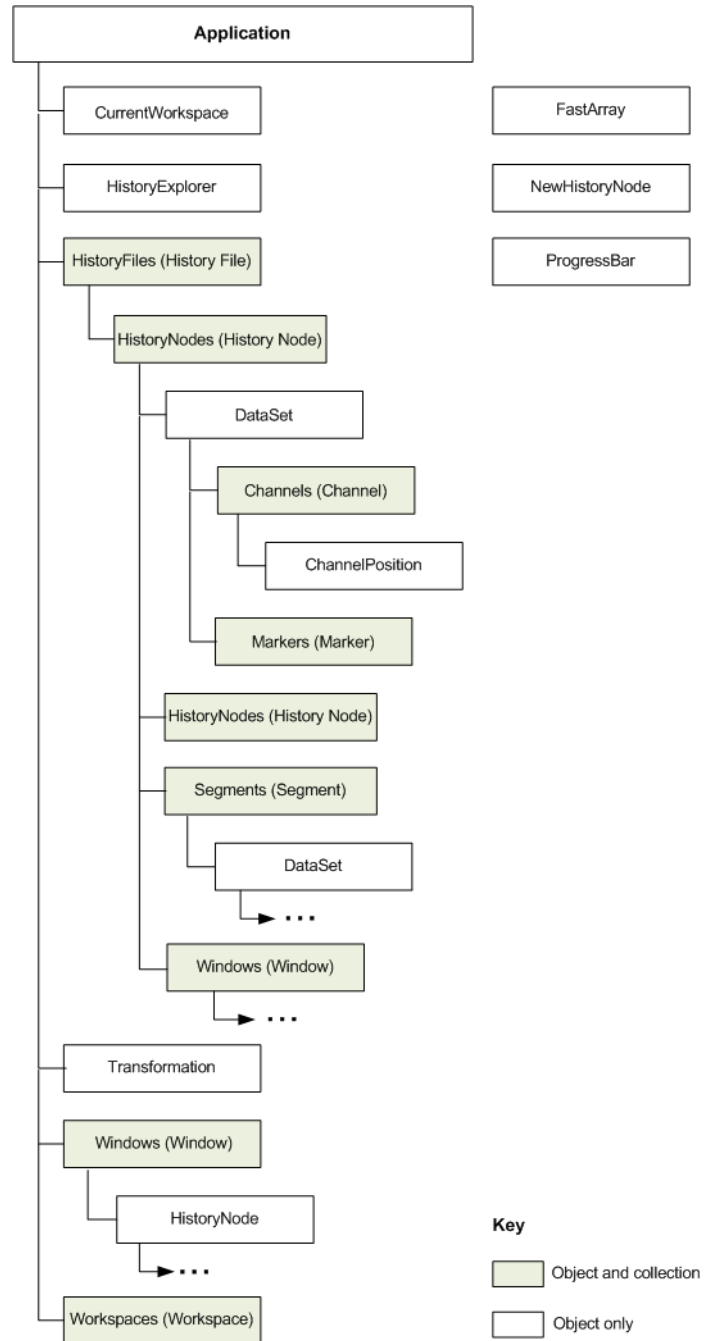 Application
CurrentWorkspace
FastArray
HistoryExplorer
NewHistoryNode
HistoryFiles (History File)
ProgressBar
HistoryNodes (History Node)
DataSet
Channels (Channel)
ChannelPosition
Markers (Marker)
HistoryNodes (History Node)
Segments (Segment)
DataSet
...
Windows (Window)
...
Transformation
Windows (Window)
HistoryNode
...
Workspaces (Workspace)
Key
Object and collection
Object only